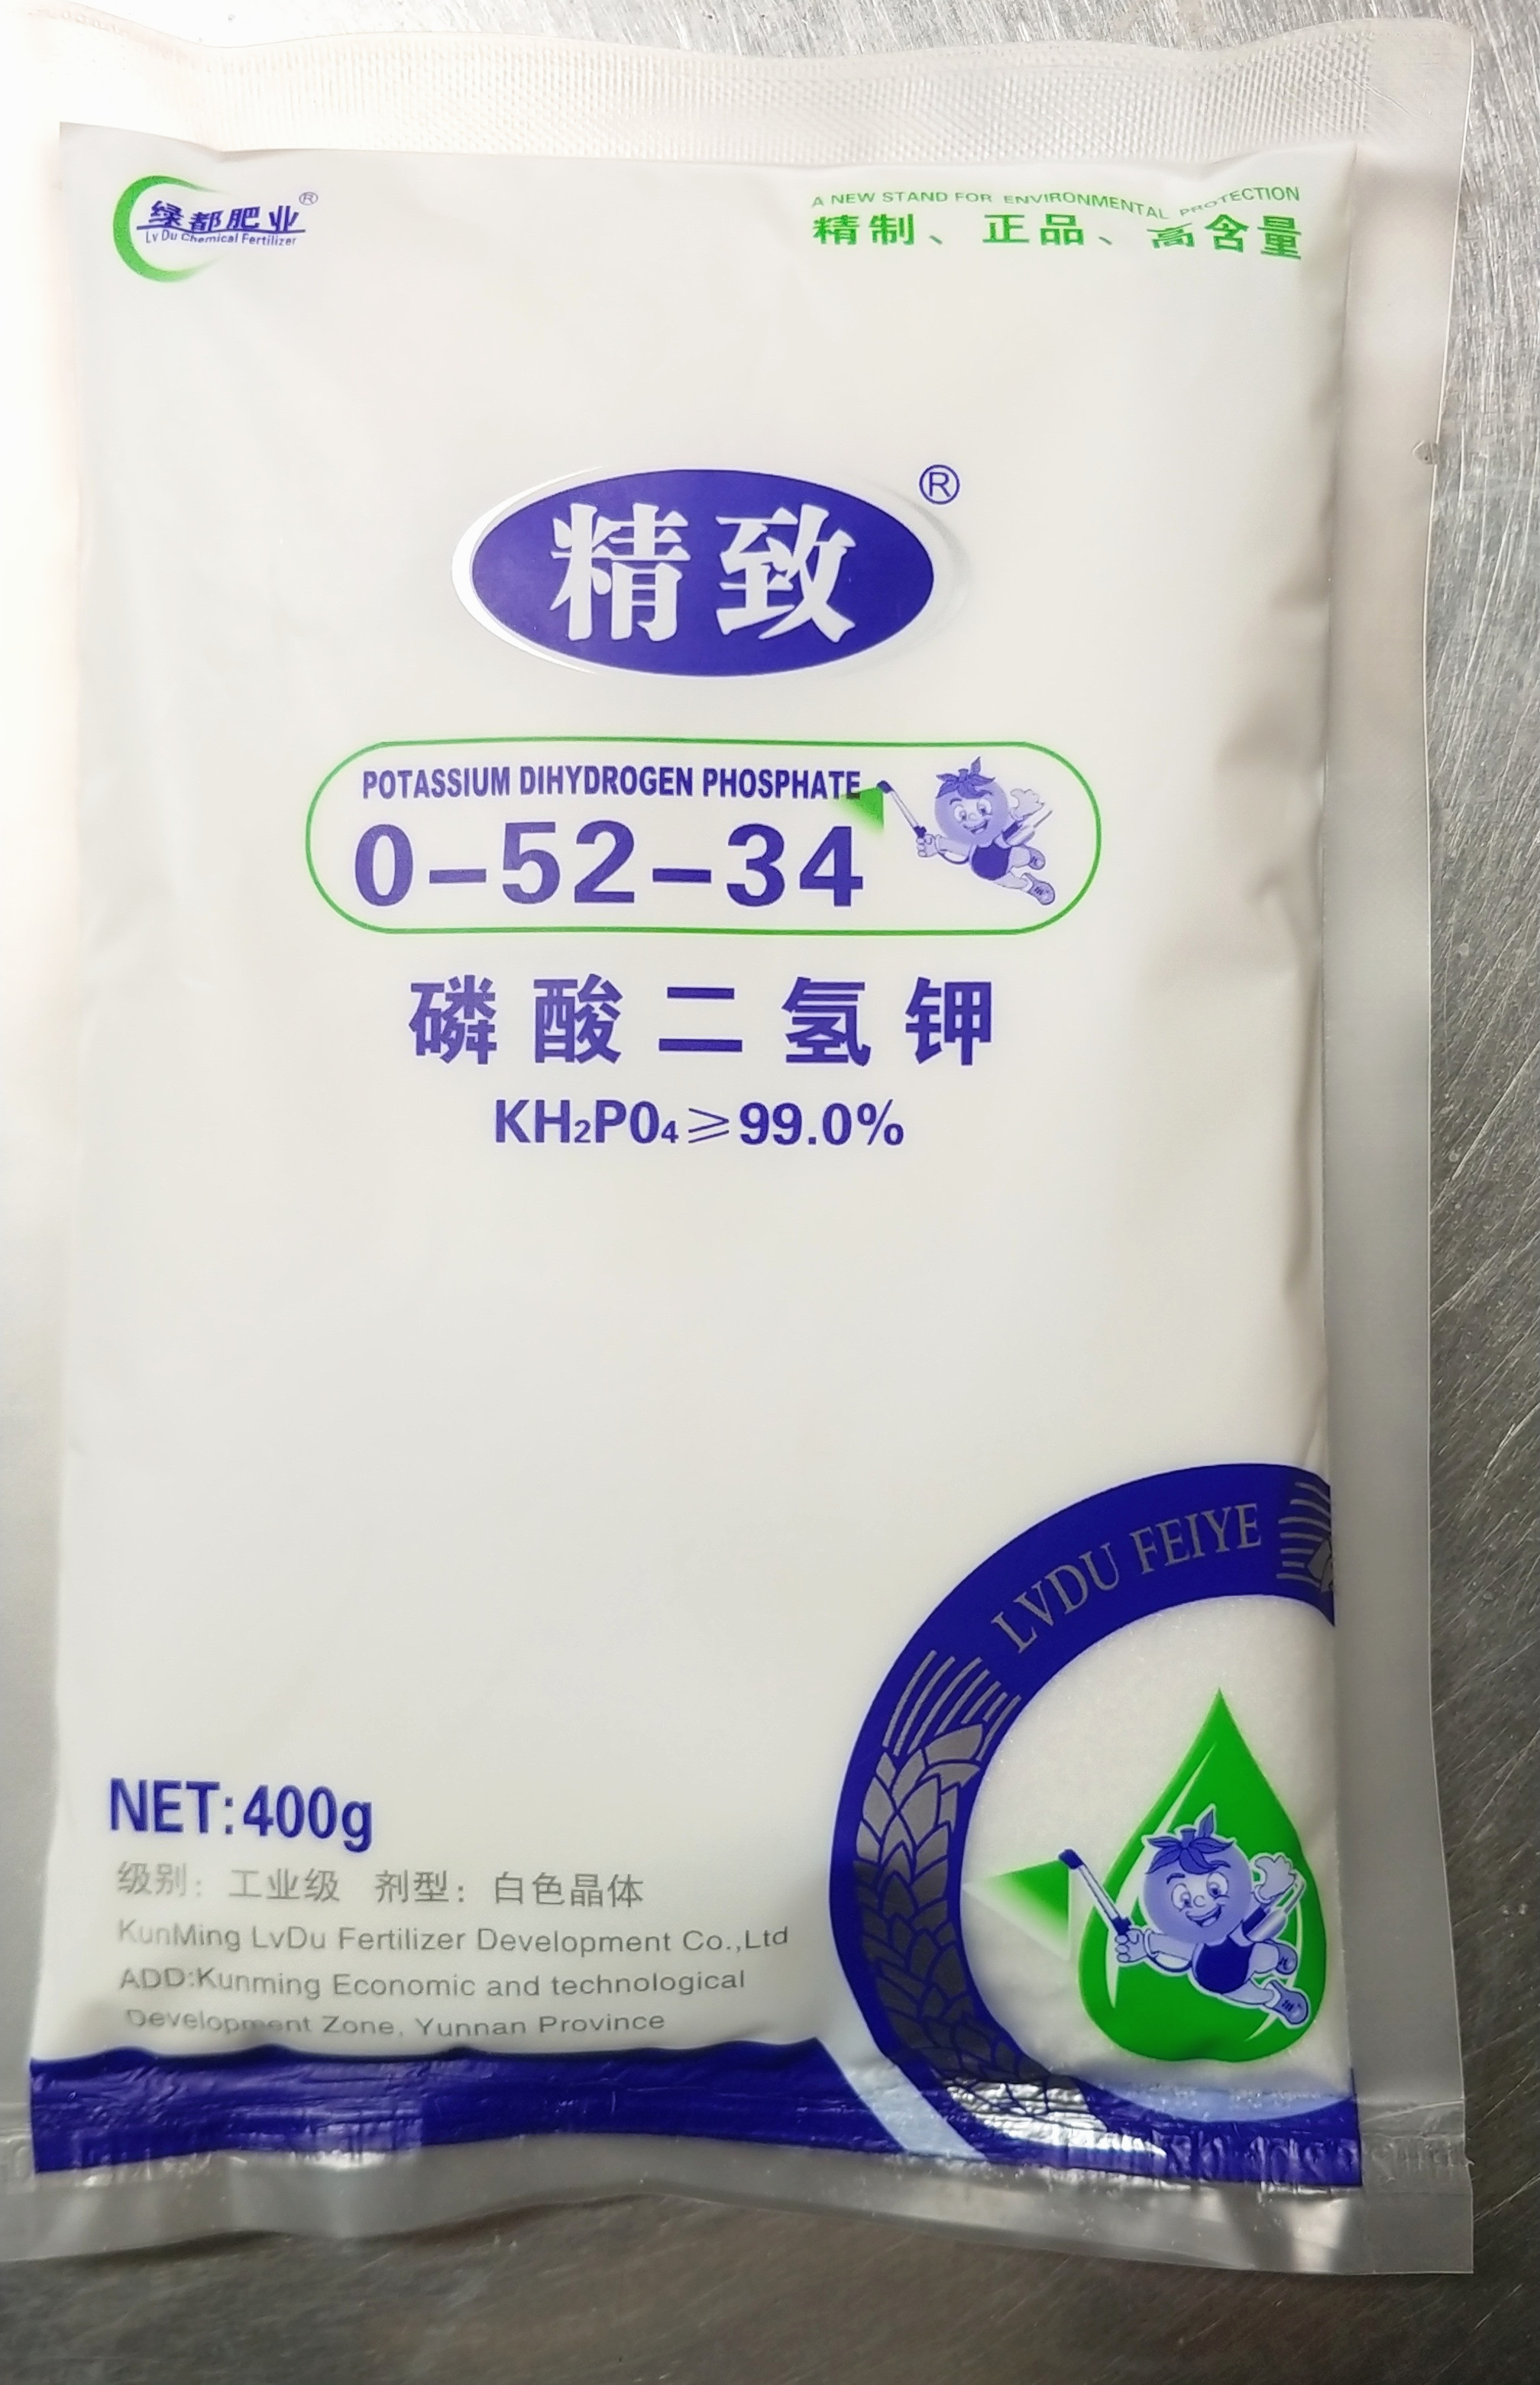 绿都肥业®
Lv Du Chemical Fertilizer
A NEW STAND FOR ENVIRONMENTAL PROTECTION
精制、正品、高含量
精致®
POTASSIUM DIHYDROGEN PHOSPHATE
0-52-34
磷酸二氢钾
KH₂PO₄≥99.0%
LVDU FEIYE
NET:400g
级别:工业级 剂型:白色晶体
KunMing LvDu Fertilizer Development Co.,Ltd
ADD:Kunming Economic and technological
Development Zone, Yunnan Province